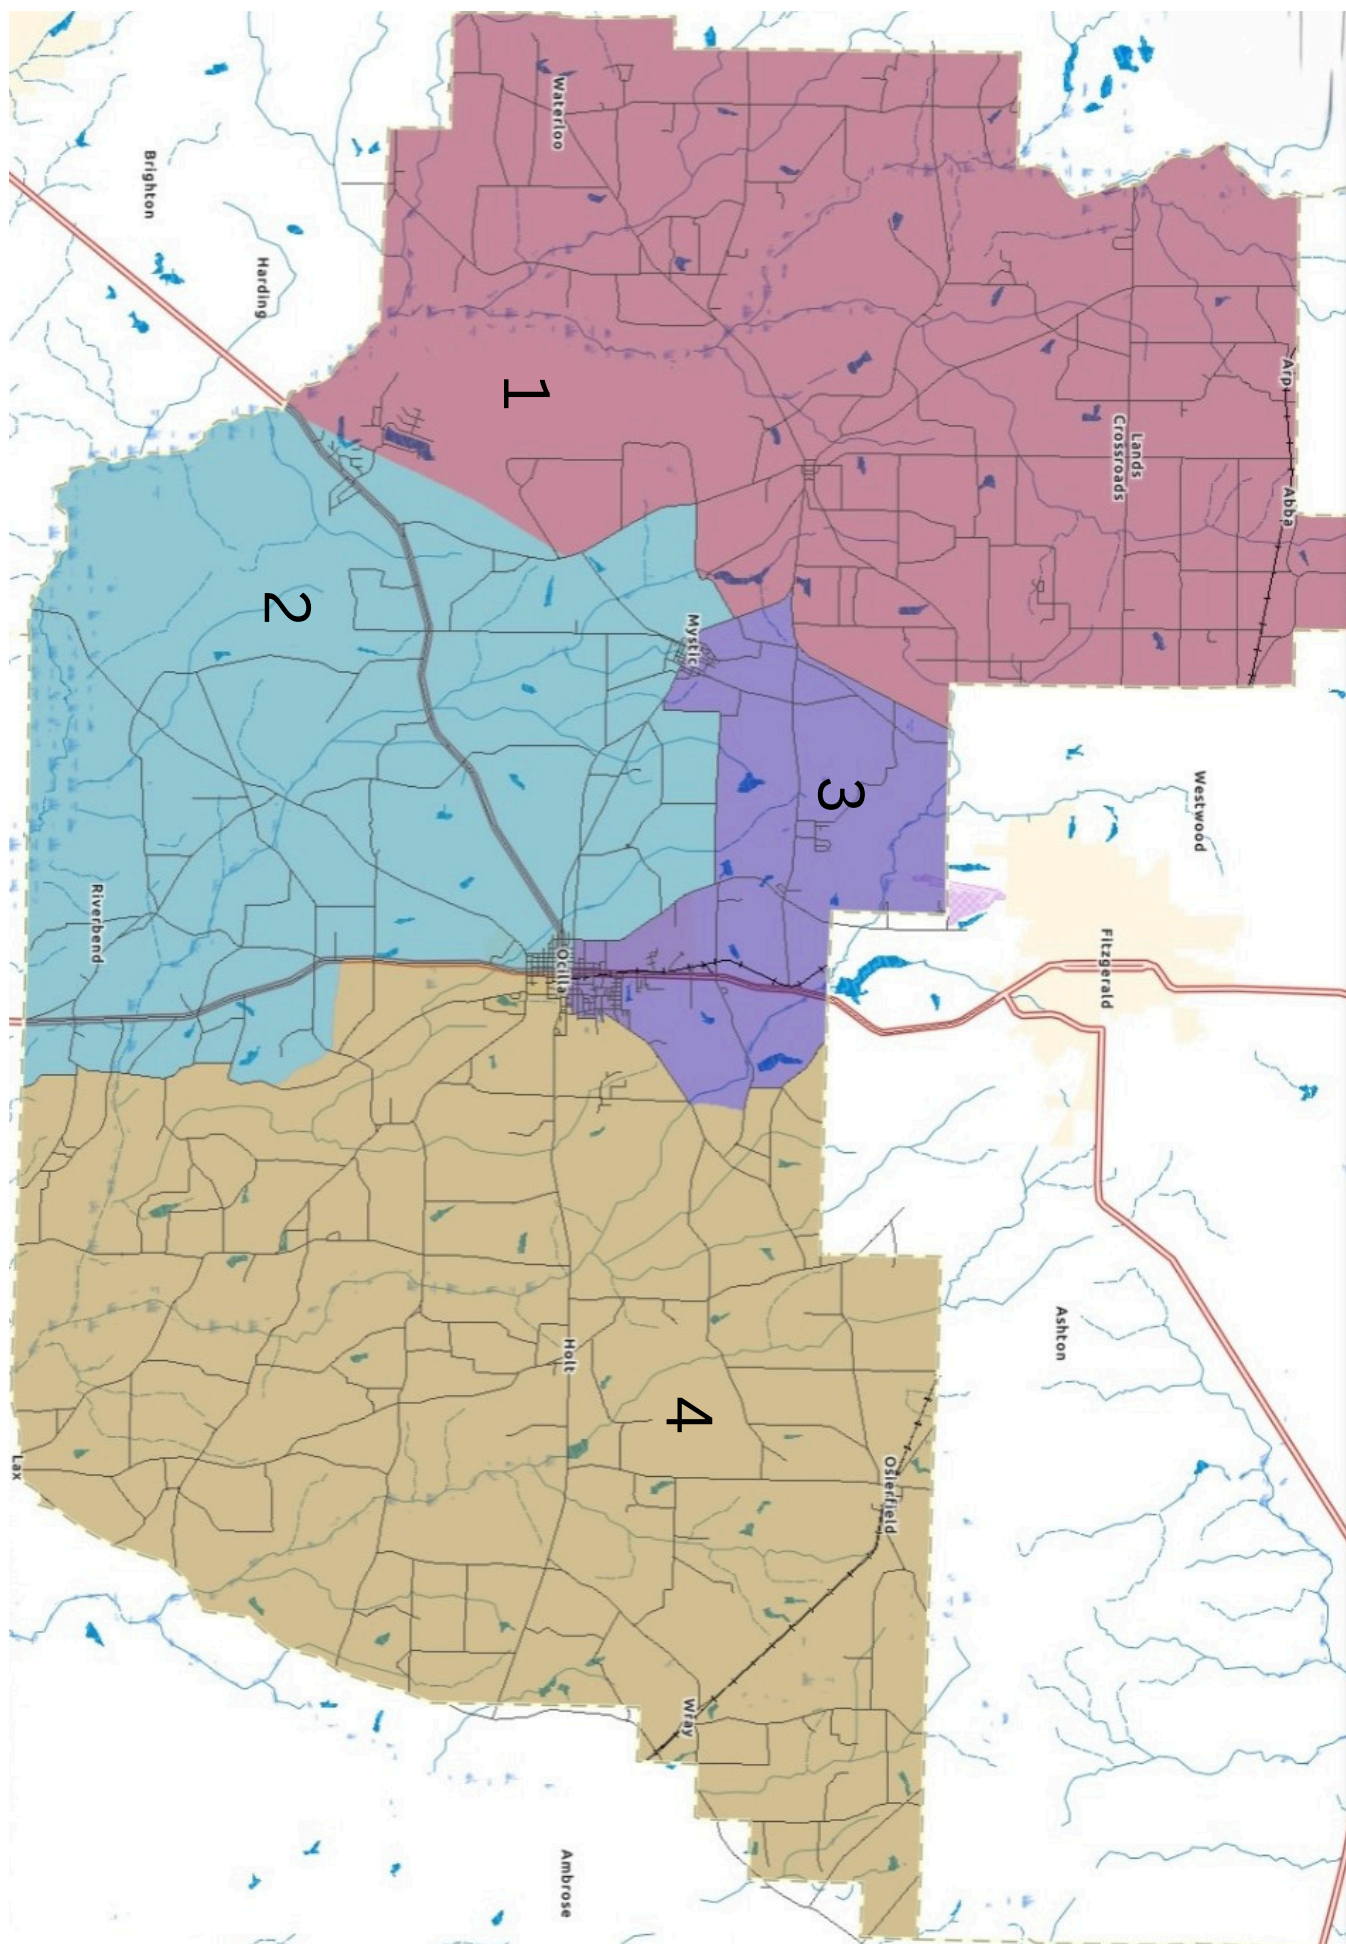 Arp
Abba
Westwood
Lands
Crossroads
Fitzgerald
Ashton
Osierfield
3
Mystic
4
Wray
Waterloo
Ocilla
Holt
Ambrose
1
2
Harding
Brighton
Riverbend
Lax